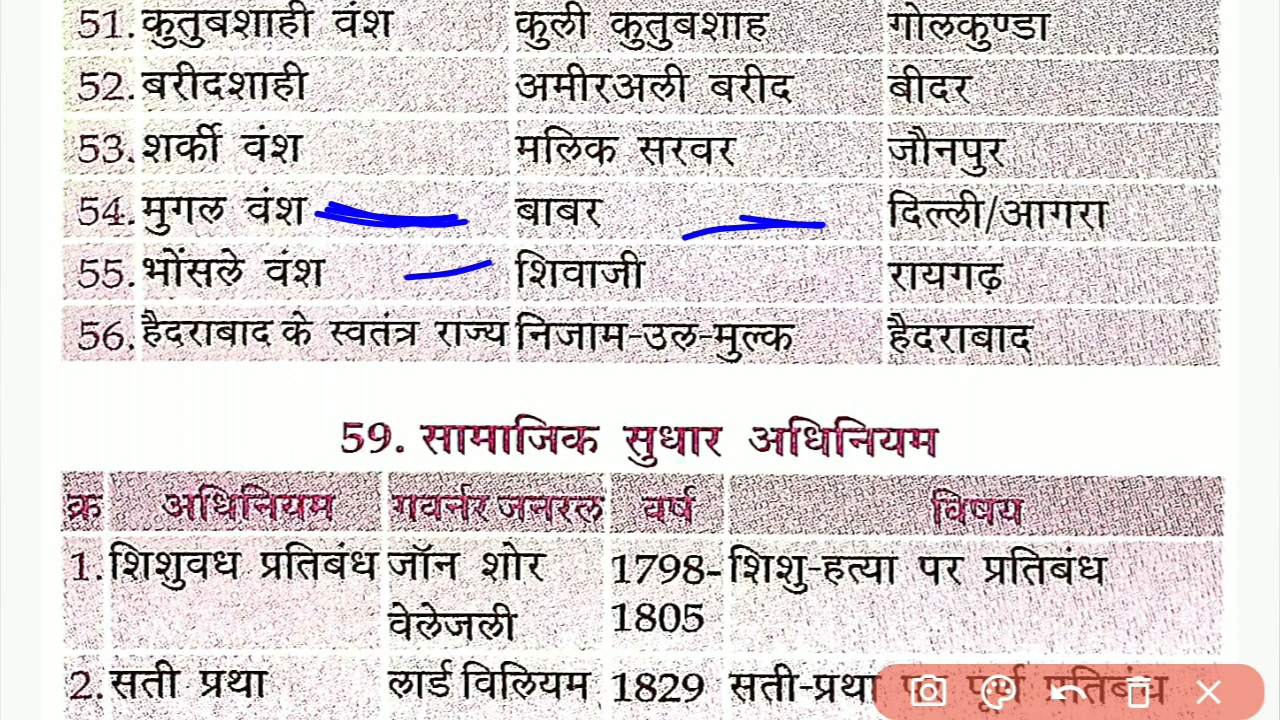 51. कुतुबशाही वंश कुली कुतुबशाह गोलकुण्डा
52. बरीदशाही अमीरअली बरीद बीदर
53. शर्की वंश मलिक सरवर जौनपुर
54. मुगल वंश बाबर दिल्ली/आगरा
55. भोंसले वंश शिवाजी रायगढ़
56. हैदराबाद के स्वतंत्र राज्य निजाम-उल-मुल्क हैदराबाद
59. सामाजिक सुधार अधिनियम
क्र अधिनियम गवर्नर जनरल वर्ष विषय
1. शिशुवध प्रतिबंध जॉन शोर 1798- शिशु-हत्या पर प्रतिबंध
वेलेजली 1805
2. सती प्रथा लार्ड विलियम 1829 सती-प्रथा पर पूर्ण प्रतिबंध